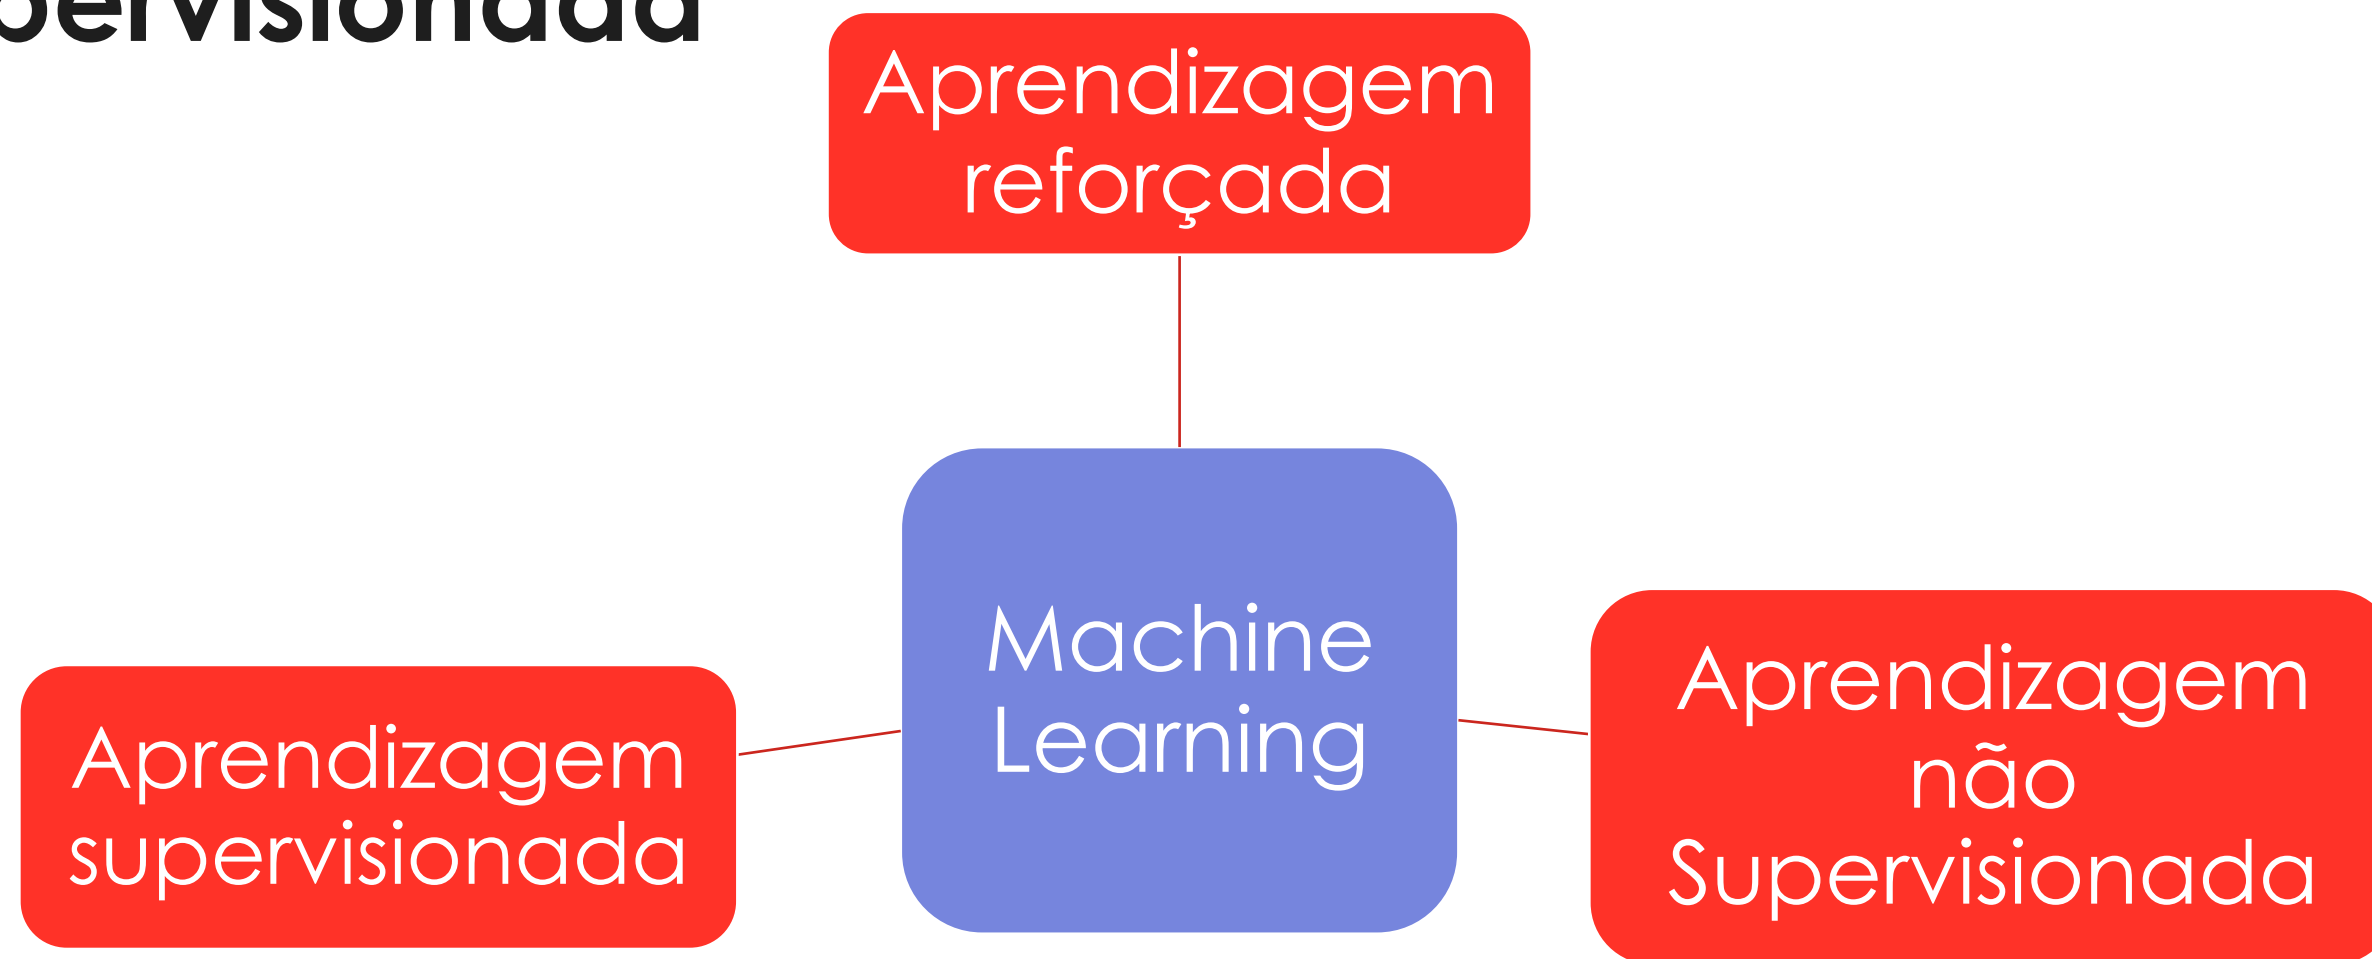 Aprendizagem
reforçada
Machine
Learning
Aprendizagem
supervisionada
Aprendizagem
não
Supervisionada